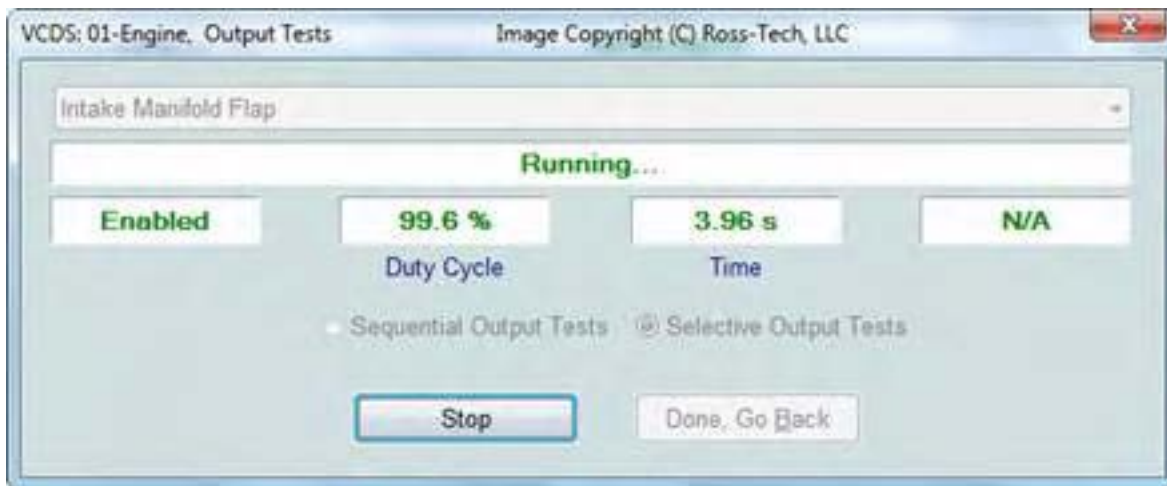 VCDS: 01-Engine, Output Tests Image Copyright (C) Ross-Tech, LLC
Intake Manifold Flap
Running...
Enabled 99.6 % 3.96 s N/A
Duty Cycle Time
Sequential Output Tests Selective Output Tests
Stop Done, Go Back